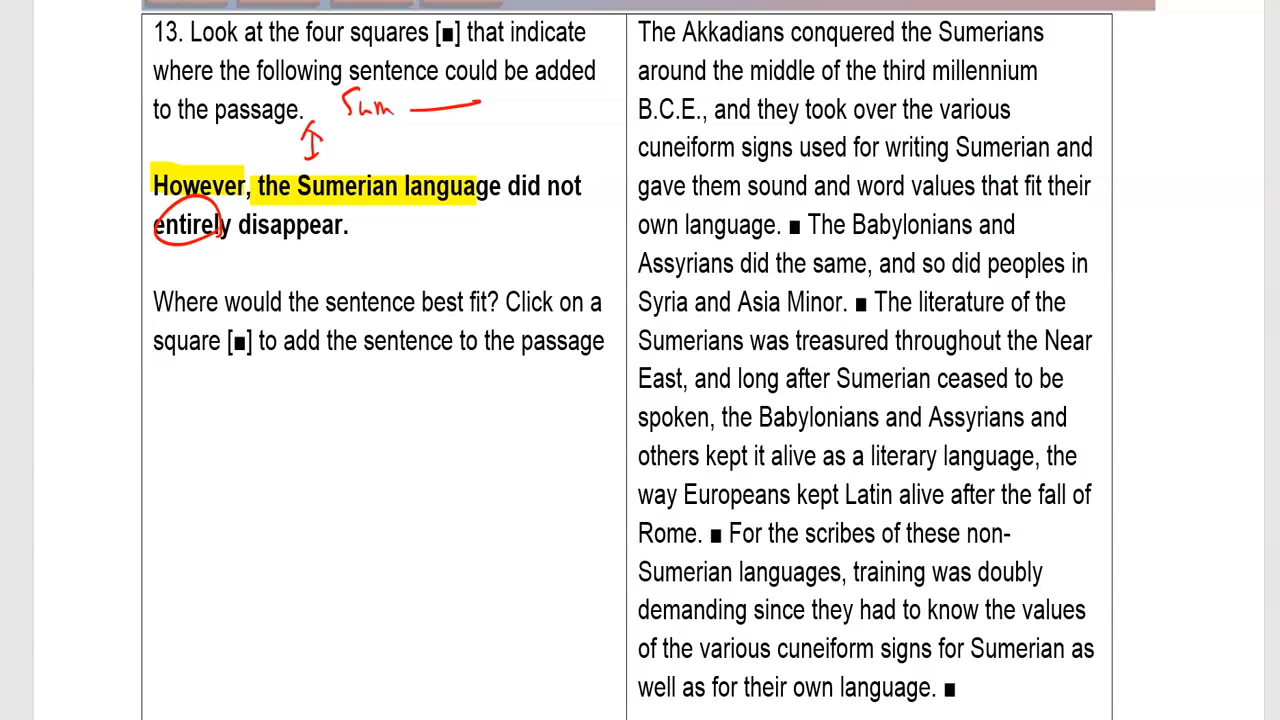 13. Look at the four squares [■] that indicate
where the following sentence could be added
to the passage.
Sum
However, the Sumerian language did not
entirely disappear.
Where would the sentence best fit? Click on a
square [■] to add the sentence to the passage
The Akkadians conquered the Sumerians
around the middle of the third millennium
B.C.E., and they took over the various
cuneiform signs used for writing Sumerian and
gave them sound and word values that fit their
own language. ■ The Babylonians and
Assyrians did the same, and so did peoples in
Syria and Asia Minor. ■ The literature of the
Sumerians was treasured throughout the Near
East, and long after Sumerian ceased to be
spoken, the Babylonians and Assyrians and
others kept it alive as a literary language, the
way Europeans kept Latin alive after the fall of
Rome. ■ For the scribes of these non-
Sumerian languages, training was doubly
demanding since they had to know the values
of the various cuneiform signs for Sumerian as
well as for their own language. ■